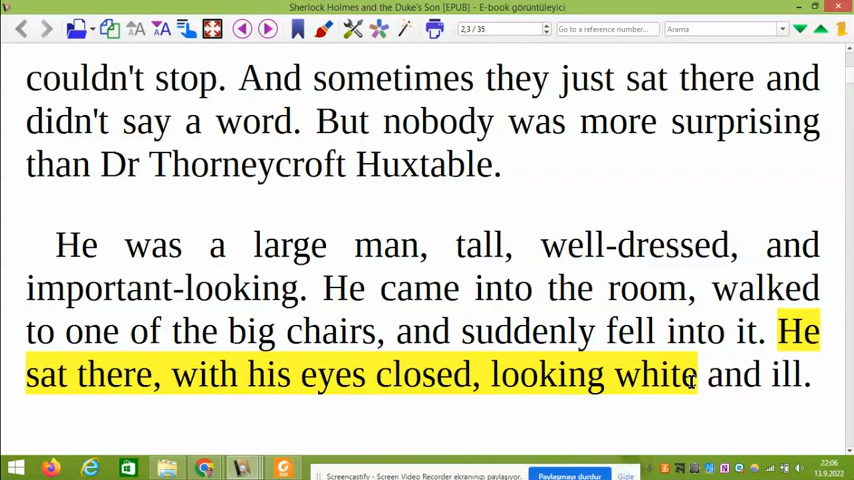 Sherlock Holmes and the Duke's Son [EPUB] - E-book görüntüleyici
2,3 / 35
Go to a reference number...
Arama
couldn't stop. And sometimes they just sat there and
didn't say a word. But nobody was more surprising
than Dr Thorneycroft Huxtable.
He was a large man, tall, well-dressed, and
important-looking. He came into the room, walked
to one of the big chairs, and suddenly fell into it. He
sat there, with his eyes closed, looking white and ill.
Screencastify - Screen Video Recorder ekranınızı paylaşıyor.
Paylaşmayı durdur
Gizle
22:06
13.9.2022